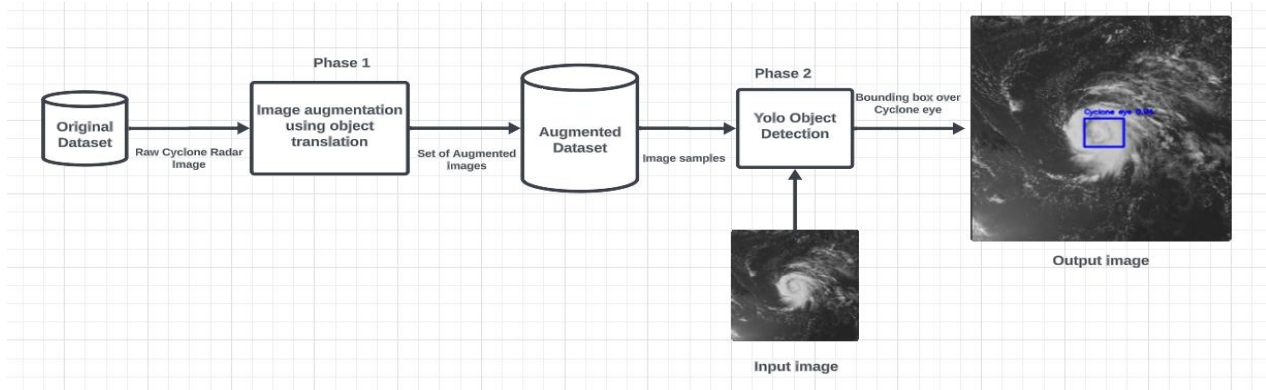 Phase 1
Original
Dataset
Raw Cyclone Radar
Image
Image augmentation
using object
translation
Set of Augmented
images
Augmented
Dataset
Image samples
Phase 2
Yolo Object
Detection
Bounding box over
Cyclone eye
Cyclone eye
Output image
Input image